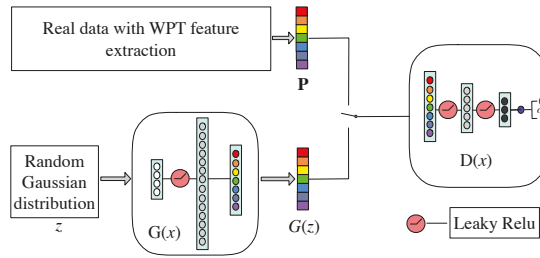 Real data with WPT feature
extraction
P
Random
Gaussian
distribution
z
G(x)
G(z)
D(x)
Leaky Relu